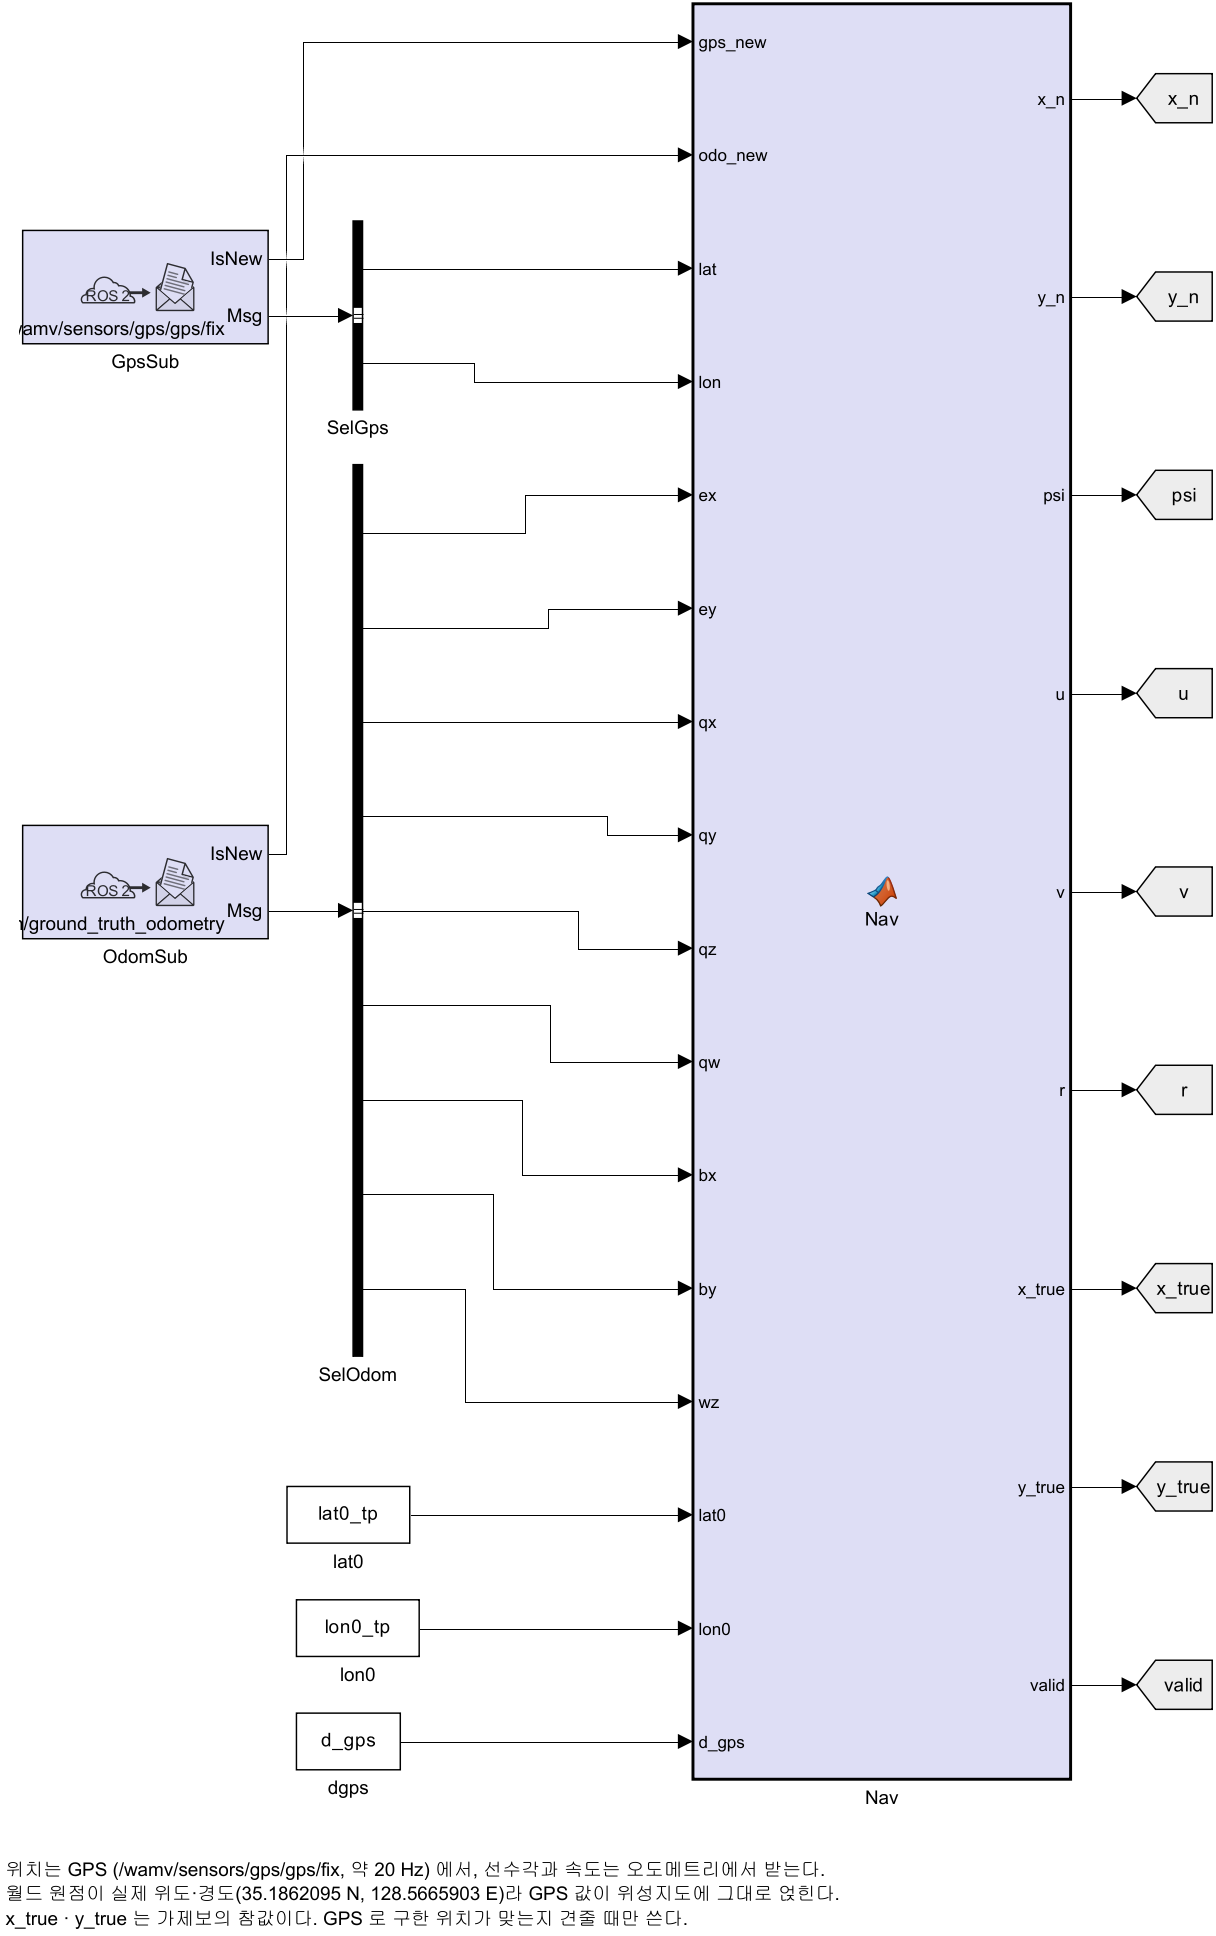 gps_new
x_n
x_n
odo_new
IsNew
ROS 2
Msg
/wamv/sensors/gps/gps/fix
GpsSub
lat
y_n
y_n
lon
SelGps
ex
psi
psi
ey
u
u
qx
qy
IsNew
ROS 2
Msg
/ground_truth_odometry
OdomSub
Nav
v
v
qz
qw
r
r
bx
by
x_true
x_true
SelOdom
wz
y_true
y_true
lat0_tp
lat0
lat0
lon0_tp
lon0
lon0
valid
valid
d_gps
dgps
d_gps
Nav
위치는 GPS (/wamv/sensors/gps/gps/fix, 약 20 Hz) 에서, 선수각과 속도는 오도메트리에서 받는다.
월드 원점이 실제 위도·경도(35.1862095 N, 128.5665903 E)라 GPS 값이 위성지도에 그대로 얹힌다.
x_true · y_true 는 가제보의 참값이다. GPS 로 구한 위치가 맞는지 견줄 때만 쓴다.